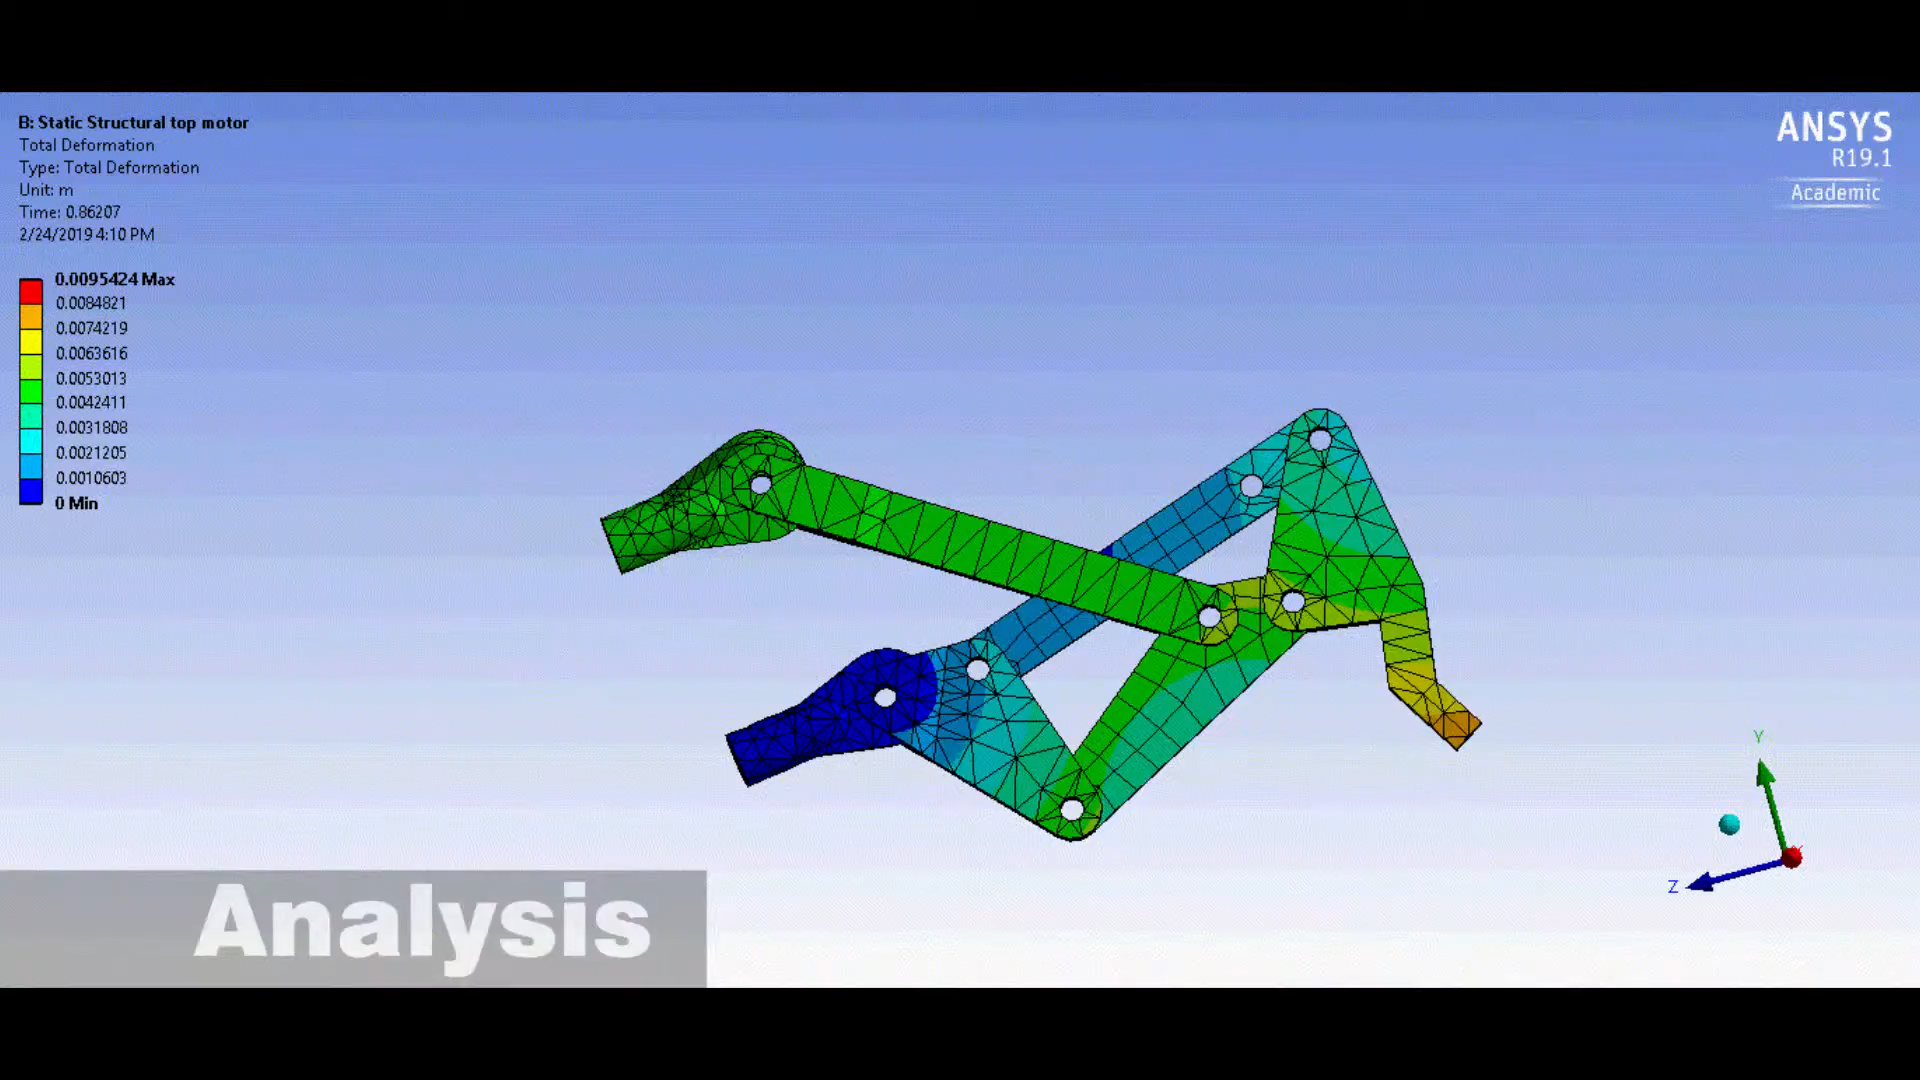 B: Static Structural top motor
Total Deformation
Type: Total Deformation
Unit: m
Time: 0.86207
2/24/2019 4:10 PM
0.0095424 Max
0.0084821
0.0074219
0.0063616
0.0053013
0.0042411
0.0031808
0.0021205
0.0010603
0 Min
ANSYS
R19.1
Academic
Y
Z
Analysis